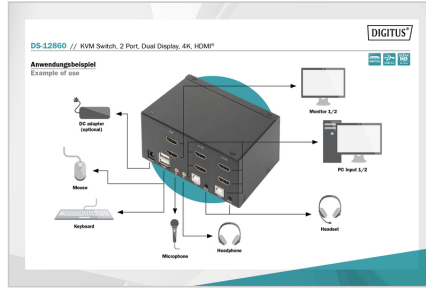 DIGITUS®
DS-12860 // KVM Switch, 2 Port, Dual Display, 4K, HDMI®
Anwendungsbeispiel
Example of use
Monitor 1/2
DC adapter
(optional)
PC Input 1/2
Mouse
Keyboard
Microphone
Headphone
Headset